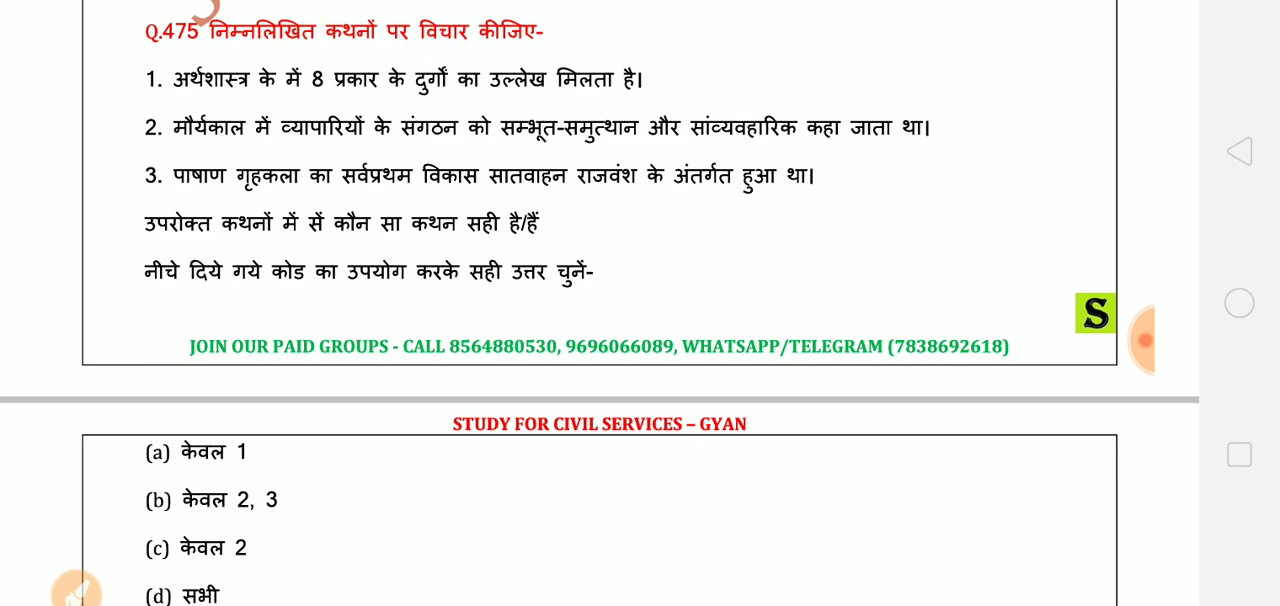 Q.475 निम्नलिखित कथनों पर विचार कीजिए-
1. अर्थशास्त्र के में 8 प्रकार के दुर्गों का उल्लेख मिलता है।
2. मौर्यकाल में व्यापारियों के संगठन को सम्भूत-समुत्थान और सांव्यवहारिक कहा जाता था।
3. पाषाण गृहकला का सर्वप्रथम विकास सातवाहन राजवंश के अंतर्गत हुआ था।
उपरोक्त कथनों में सें कौन सा कथन सही है/हैं
नीचे दिये गये कोड का उपयोग करके सही उत्तर चुनें-
S
JOIN OUR PAID GROUPS - CALL 8564880530, 9696066089, WHATSAPP/TELEGRAM (7838692618)
STUDY FOR CIVIL SERVICES – GYAN
(a) केवल 1
(b) केवल 2, 3
(c) केवल 2
(d) सभी